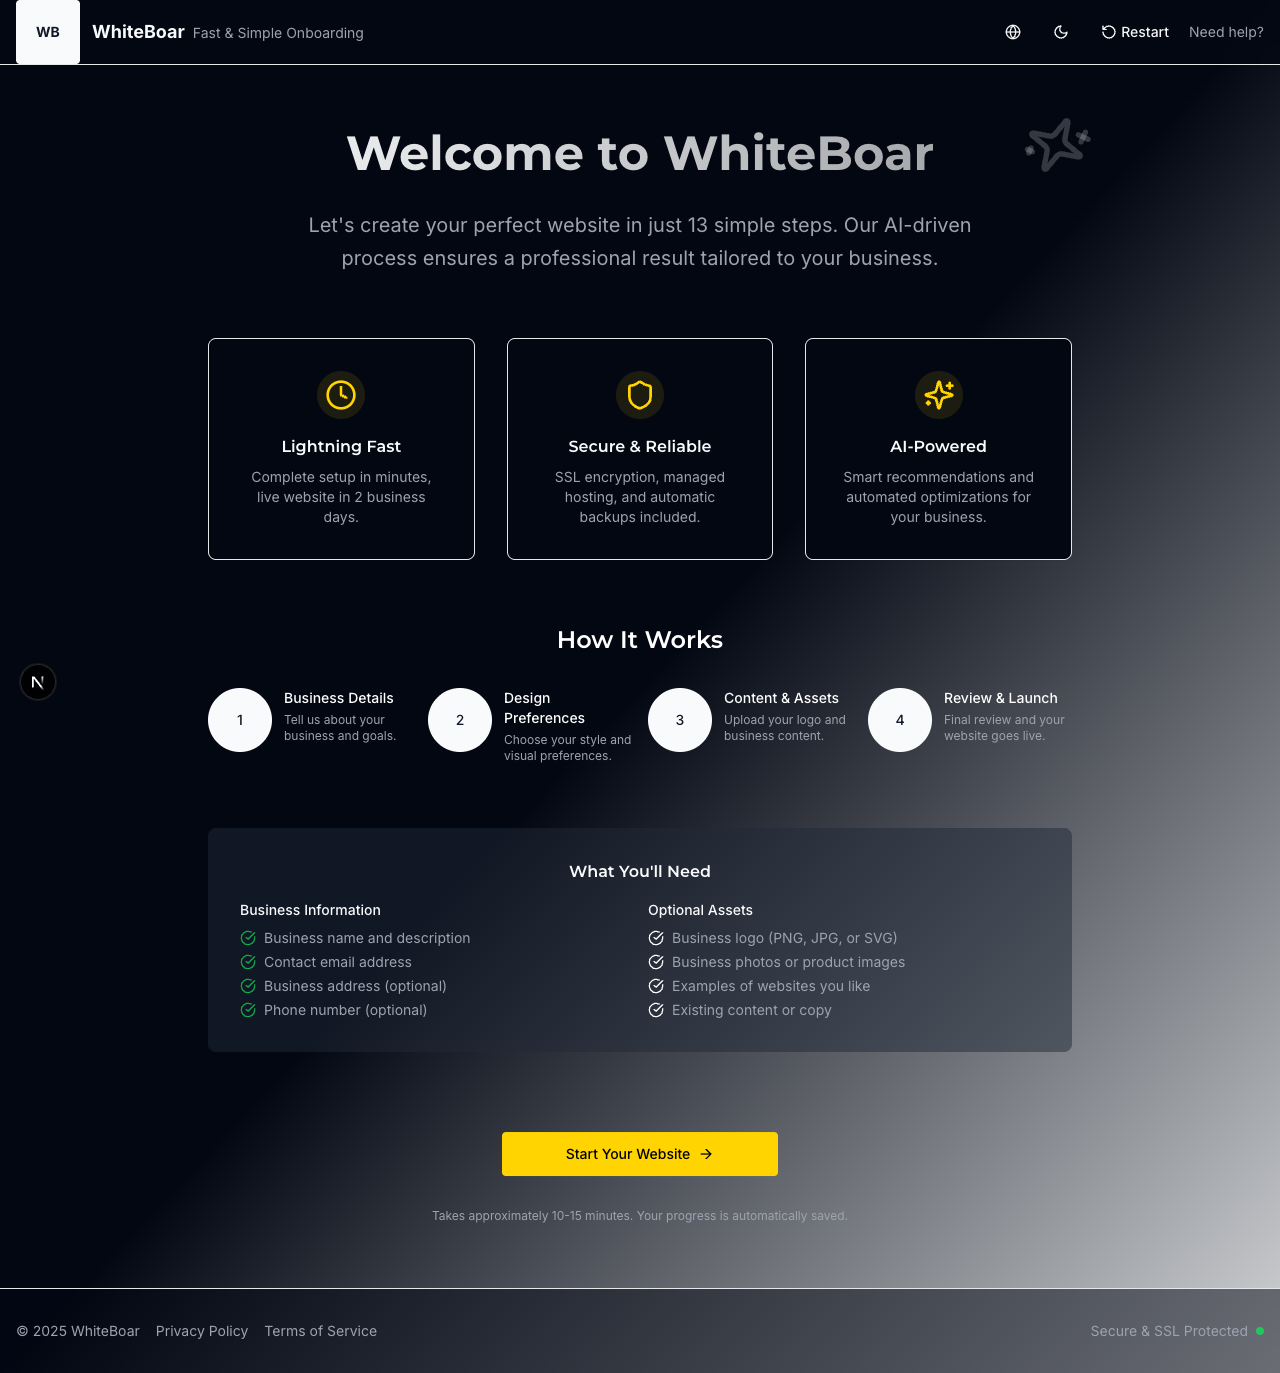 WB
WhiteBoar Fast & Simple Onboarding
Restart
Need help?
Welcome to WhiteBoar
Let's create your perfect website in just 13 simple steps. Our AI-driven
process ensures a professional result tailored to your business.
Lightning Fast
Complete setup in minutes,
live website in 2 business
days.
Secure & Reliable
SSL encryption, managed
hosting, and automatic
backups included.
AI-Powered
Smart recommendations and
automated optimizations for
your business.
How It Works
N
1
Business Details
Tell us about your
business and goals.
2
Design
Preferences
Choose your style and
visual preferences.
3
Content & Assets
Upload your logo and
business content.
4
Review & Launch
Final review and your
website goes live.
What You'll Need
Business Information
Business name and description
Contact email address
Business address (optional)
Phone number (optional)
Optional Assets
Business logo (PNG, JPG, or SVG)
Business photos or product images
Examples of websites you like
Existing content or copy
Start Your Website
Takes approximately 10-15 minutes. Your progress is automatically saved.
© 2025 WhiteBoar
Privacy Policy
Terms of Service
Secure & SSL Protected